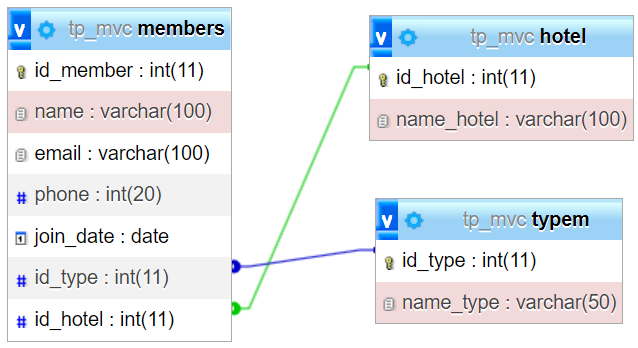 tp_mvc members
id_member : int(11)
name : varchar(100)
email : varchar(100)
phone : int(20)
join_date : date
id_type : int(11)
id_hotel : int(11)
tp_mvc hotel
id_hotel : int(11)
name_hotel : varchar(100)
tp_mvc typem
id_type : int(11)
name_type : varchar(50)